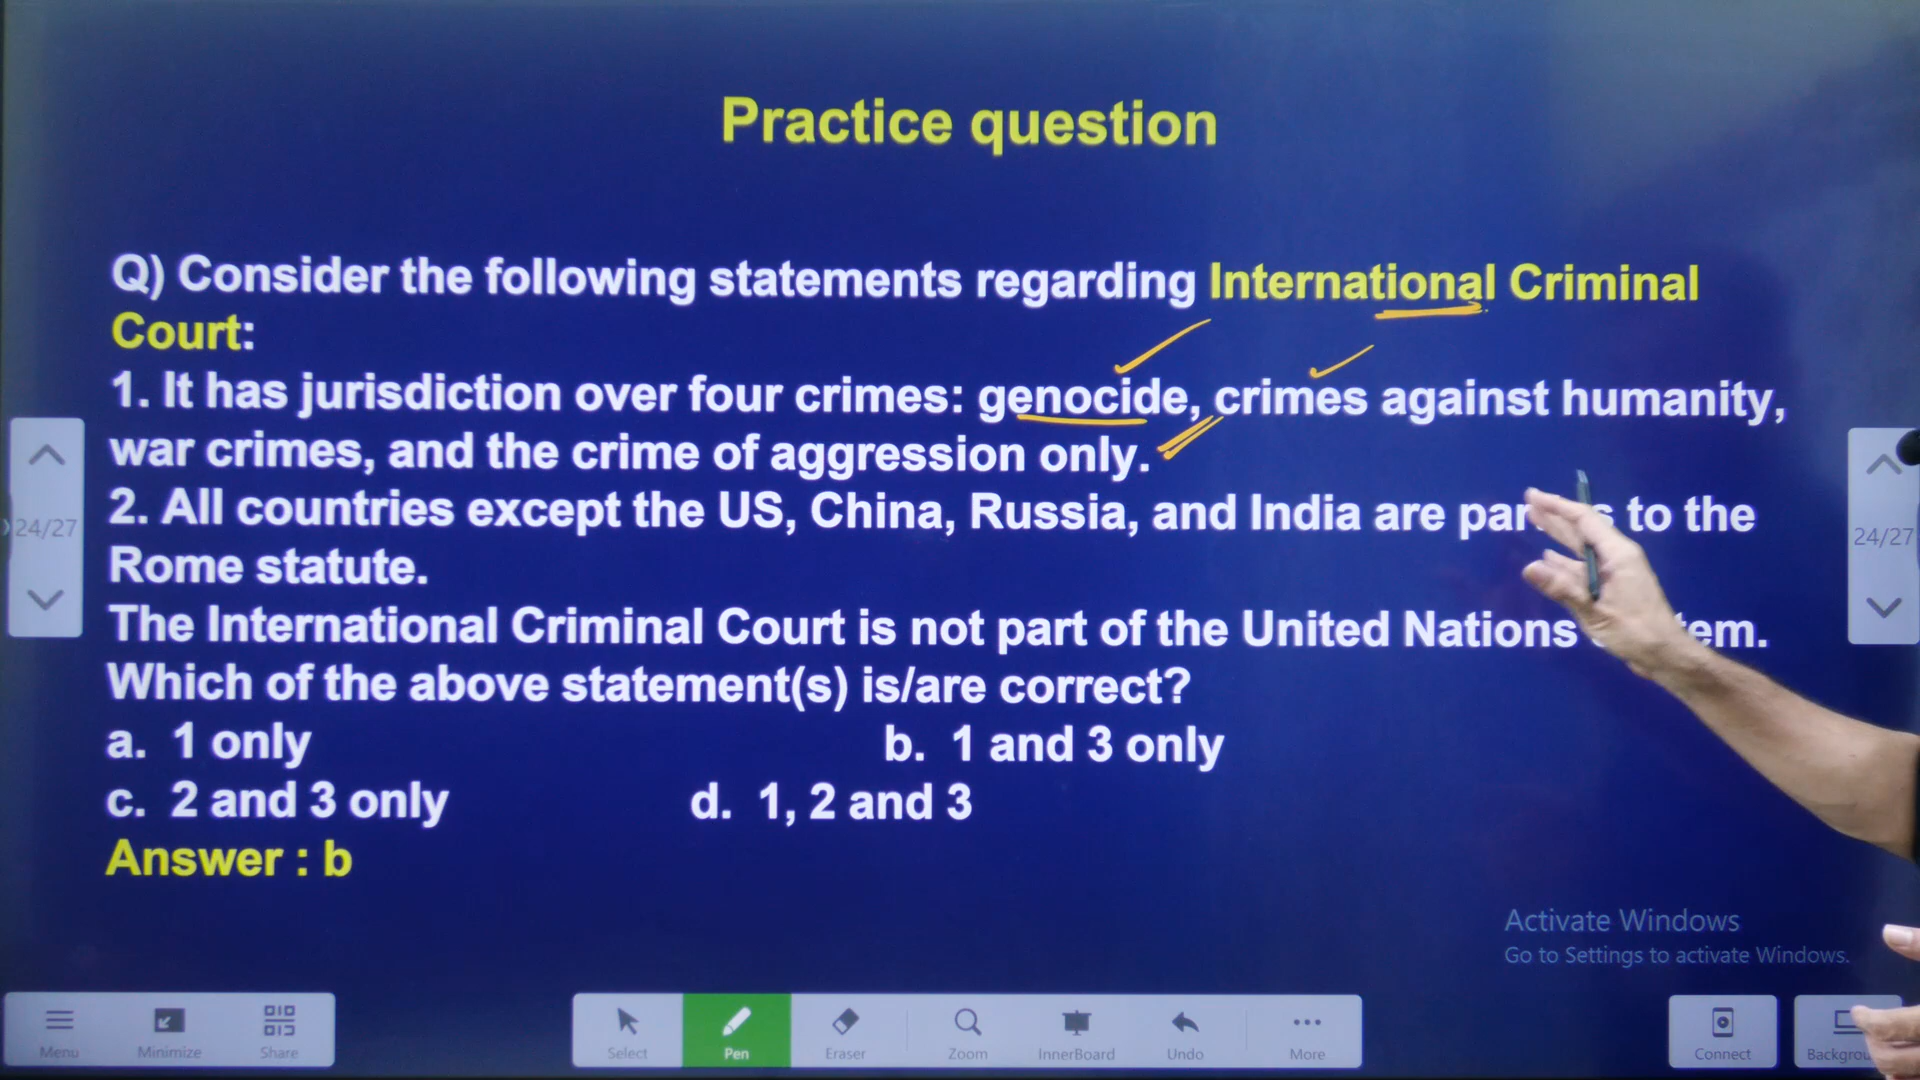 Practice question
Q) Consider the following statements regarding International Criminal
Court:
1. It has jurisdiction over four crimes: genocide, crimes against humanity,
war crimes, and the crime of aggression only.
2. All countries except the US, China, Russia, and India are to the
Rome statute.
The International Criminal Court is not part of the United Nations
Which of the above statement(s) is/are correct?
a. 1 only
b. 1 and 3 only
c. 2 and 3 only
d. 1, 2 and 3
Answer : b
24/27
24/27
Activate Windows
Go to Settings to activate Windows.
Menu
Minimize
Share
Select
Pen
Eraser
Zoom
InnerBoard
Undo
More
Connect